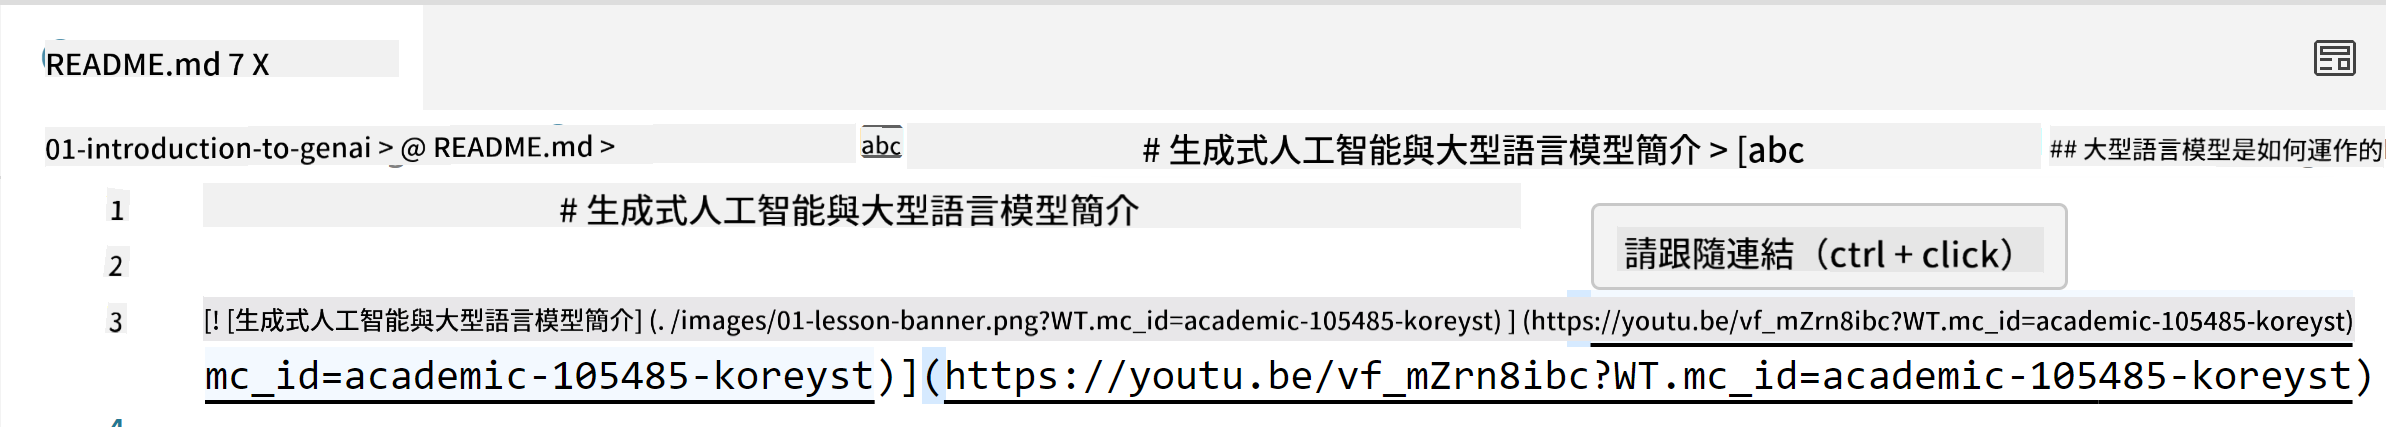 README.md 7 X
01-introduction-to-genai > @ README.md > abc # 生成式人工智能與大型語言模型簡介 > [abc ## 大型語言模型是如何運作的
1 # 生成式人工智能與大型語言模型簡介
請跟隨連結（ctrl + click）
2
3 [! [生成式人工智能與大型語言模型簡介] (. /images/01-lesson-banner.png?WT.mc_id=academic-105485-koreyst) ] (https://youtu.be/vf_mZrn8ibc?WT.mc_id=academic-105485-koreyst)
mc_id=academic-105485-koreyst)](https://youtu.be/vf_mZrn8ibc?WT.mc_id=academic-105485-koreyst)
4